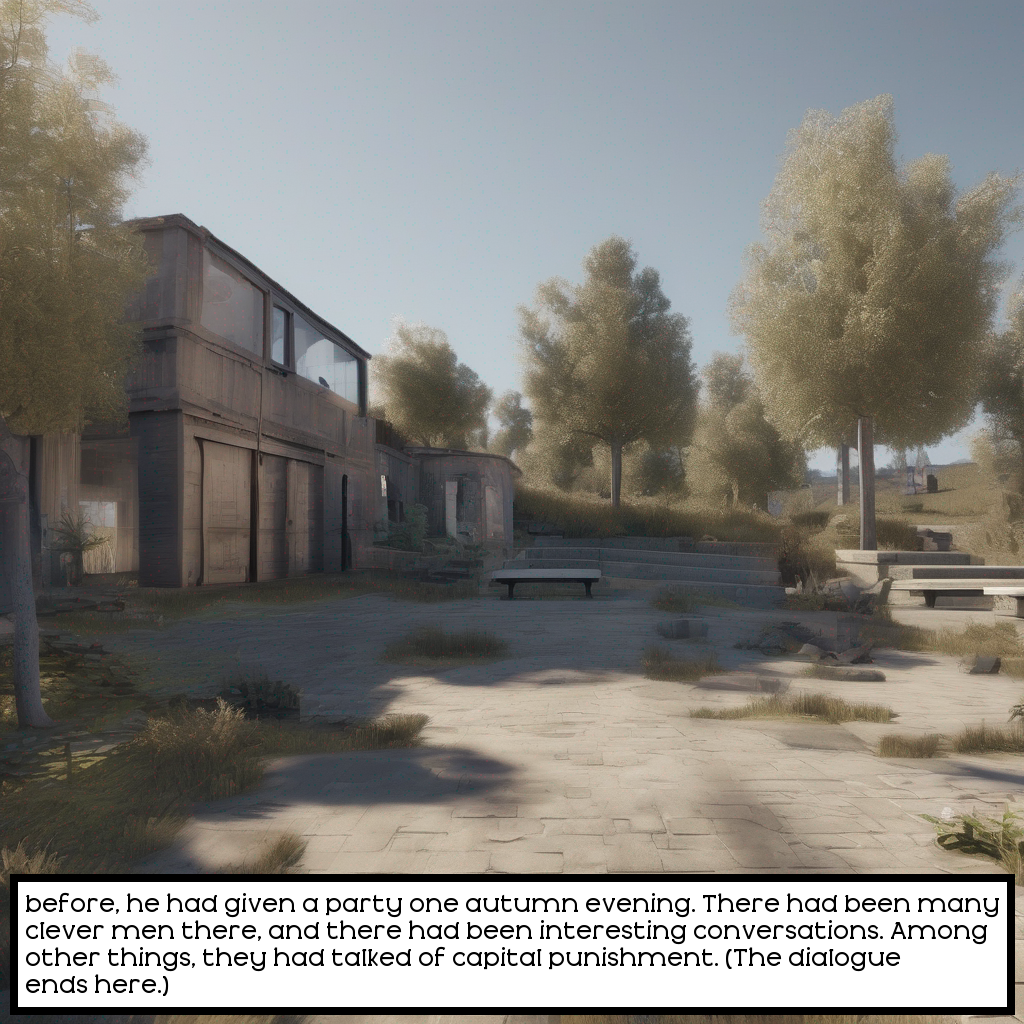 before, he had given a party one autumn evening. There had been many
clever men there, and there had been interesting conversations. Among
other things, they had talked of capital punishment. (The dialogue
ends here.)